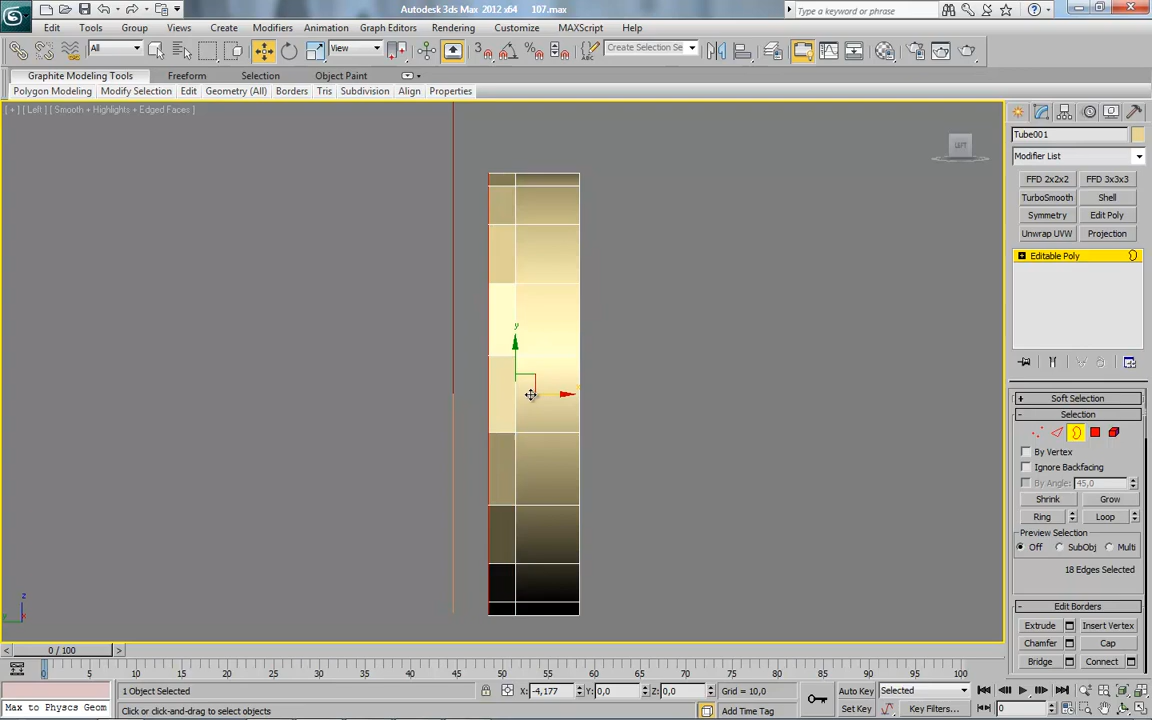 Autodesk 3ds Max 2012 x64 107.max
Type a keyword or phrase
Edit Tools Group Views Create Modifiers Animation Graph Editors Rendering Customize MAXScript Help
All View 3 Create Selection Se
Graphite Modeling Tools Freeform Selection Object Paint
Polygon Modeling Modify Selection Edit Geometry (All) Borders Tris Subdivision Loops Align Properties
[ + ] [ Left ] [ Smooth + Highlights + Edged Faces ]
LEFT
Tube001
Modifier List
FFD 2x2x2 FFD 3x3x3
TurboSmooth Shell
Symmetry Edit Poly
Unwrap UVW Projection
Editable Poly
y
x
z
y x
+ Soft Selection
- Selection
By Vertex
Ignore Backfacing
By Angle: 45,0
Shrink Grow
Ring Loop
Preview Selection
Off SubObj Multi
18 Edges Selected
- Edit Borders
Extrude Insert Vertex
Chamfer Cap
Bridge Connect
< 0 / 100 >
0 5 10 15 20 25 30 35 40 45 50 55 60 65 70 75 80 85 90 95 100
1 Object Selected X: -4,177 Y: 0,0 Z: 0,0 Grid = 10,0 Auto Key Selected
Max to Physcs Geom Click or click-and-drag to select objects Add Time Tag Set Key Key Filters... 0